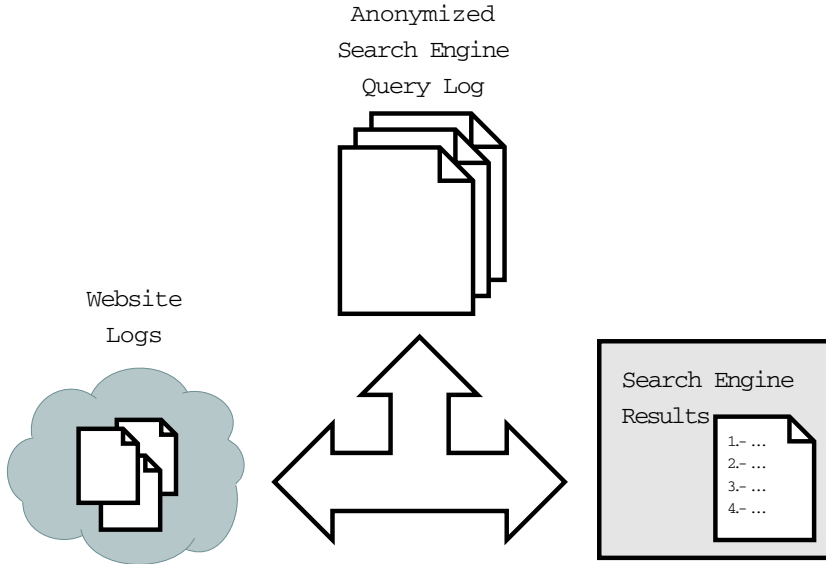 Anonymized
Search Engine
Query Log
Website
Logs
Search Engine
Results
1.- ...
2.- ...
3.- ...
4.- ...